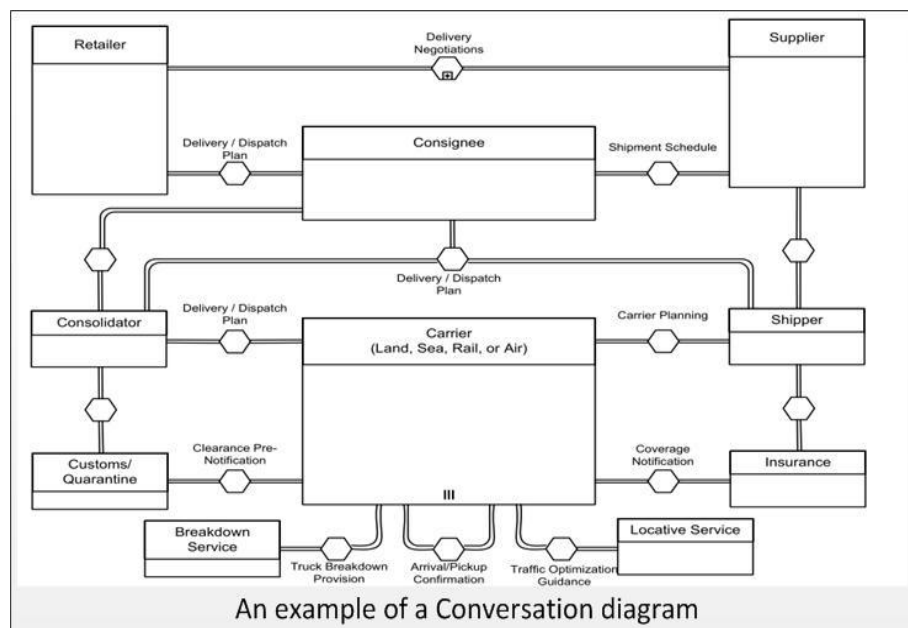 Retailer
Delivery
Negotiations
Supplier
Delivery / Dispatch
Plan
Consignee
Shipment Schedule
Delivery / Dispatch
Plan
Consolidator
Delivery / Dispatch
Plan
Carrier
(Land, Sea, Rail, or Air)
Carrier Planning
Shipper
Customs/
Quarantine
Clearance Pre-
Notification
Coverage
Notification
Insurance
Breakdown
Service
Truck Breakdown
Provision
Arrival/Pickup
Confirmation
Traffic Optimization
Guidance
Locative Service
An example of a Conversation diagram